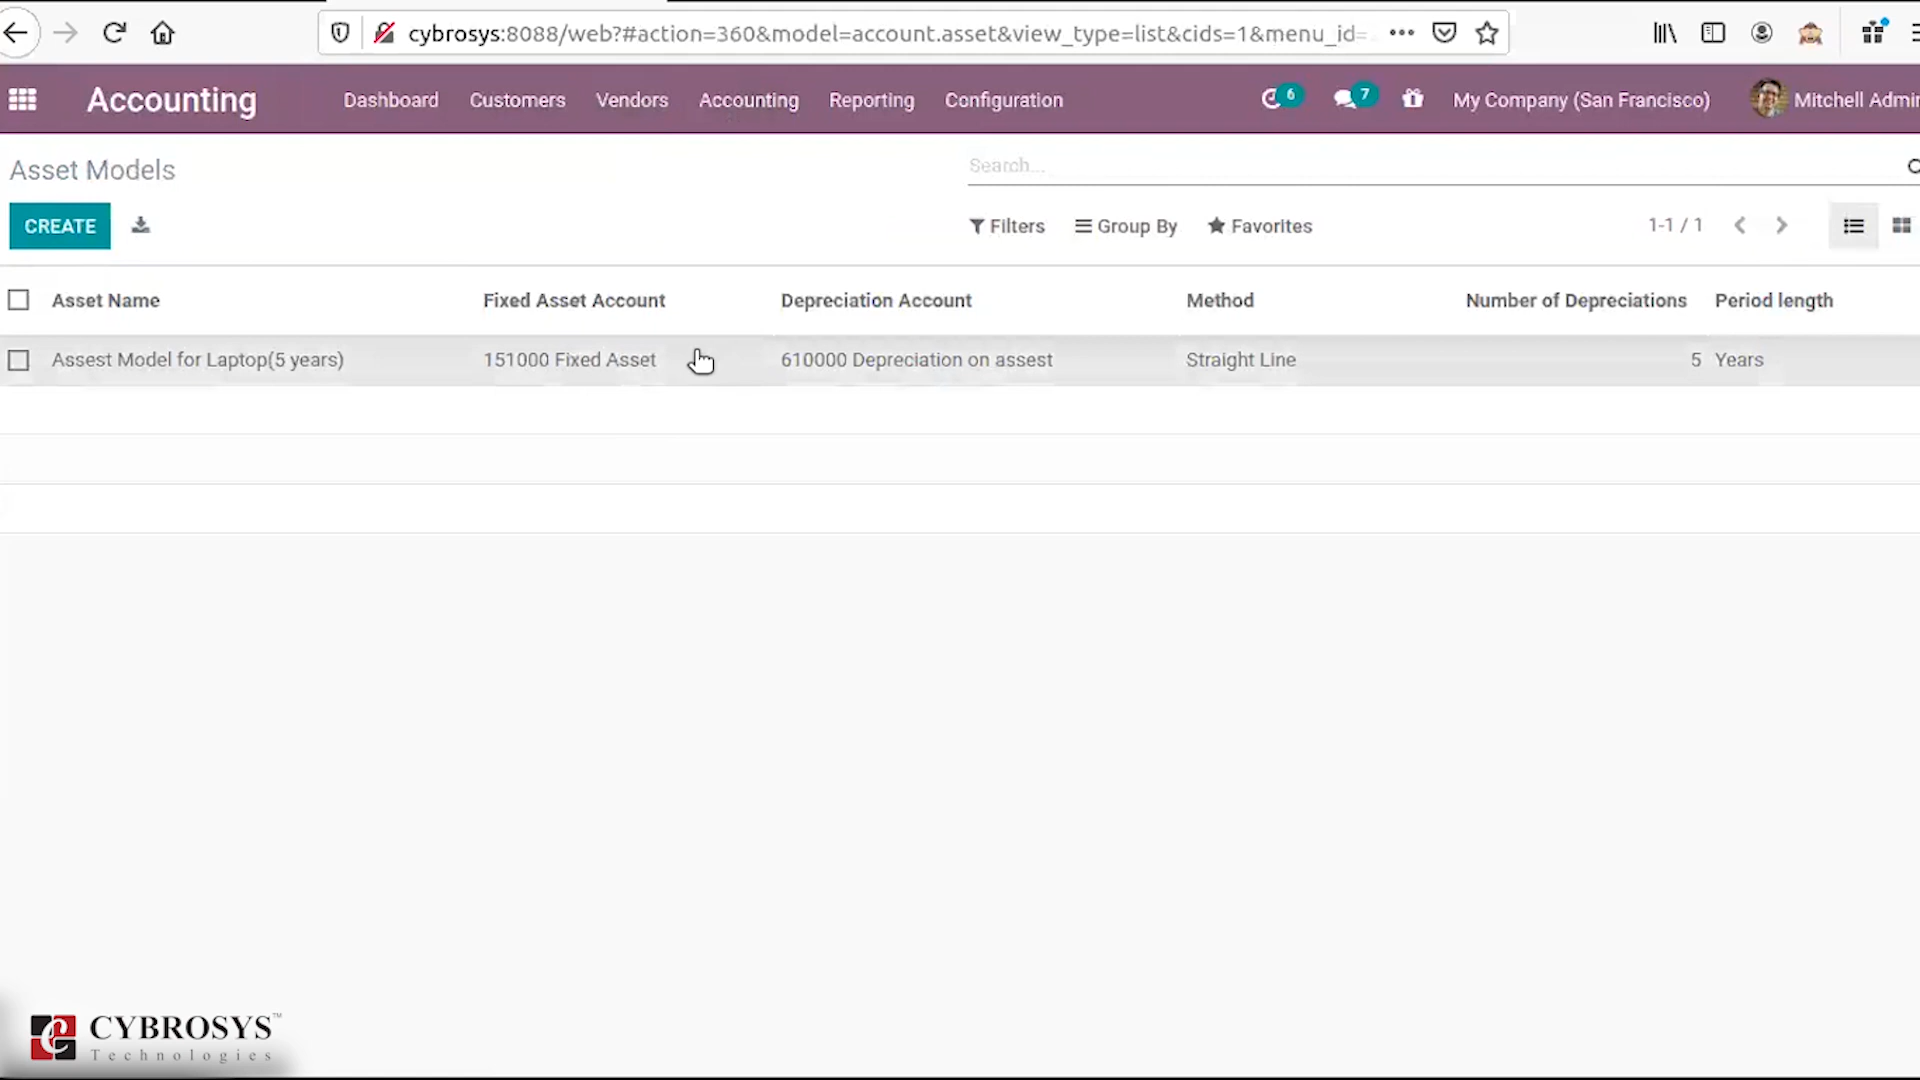 cybrosys:8088/web?#action=360&model=account.asset&view_type=list&cids=1&menu_id=
Accounting
Dashboard
Customers
Vendors
Accounting
Reporting
Configuration
6
7
My Company (San Francisco)
Mitchell Admin
Asset Models
Search...
CREATE
Filters
Group By
Favorites
1-1 / 1
Asset Name
Fixed Asset Account
Depreciation Account
Method
Number of Depreciations
Period length
Assest Model for Laptop(5 years)
151000 Fixed Asset
610000 Depreciation on assest
Straight Line
5
Years
CYBROSYS™
Technologies